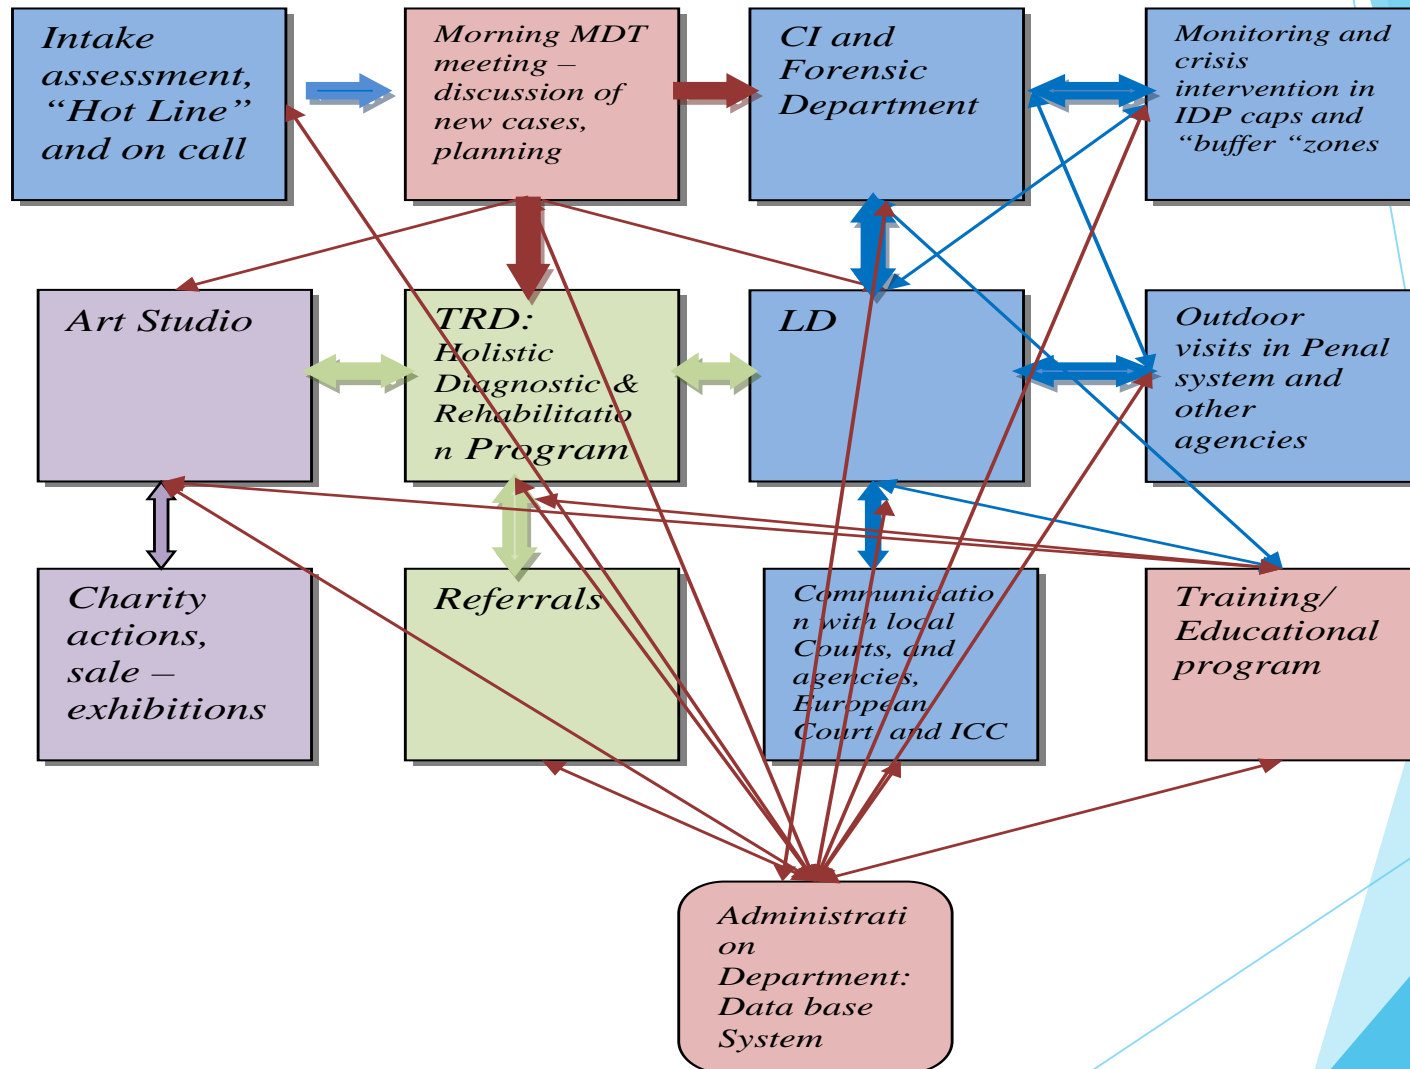 Intake
assessment,
“Hot Line”
and on call
Morning MDT
meeting –
discussion of
new cases,
planning
CI and
Forensic
Department
Monitoring and
crisis
intervention in
IDP caps and
“buffer “zones
Art Studio
TRD:
Holistic
Diagnostic &
Rehabilitatio
n Program
LD
Outdoor
visits in Penal
system and
other
agencies
Charity
actions,
sale –
exhibitions
Referrals
Communicatio
n with local
Courts, and
agencies,
European
Court and ICC
Training/
Educational
program
Administrati
on
Department:
Data base
System